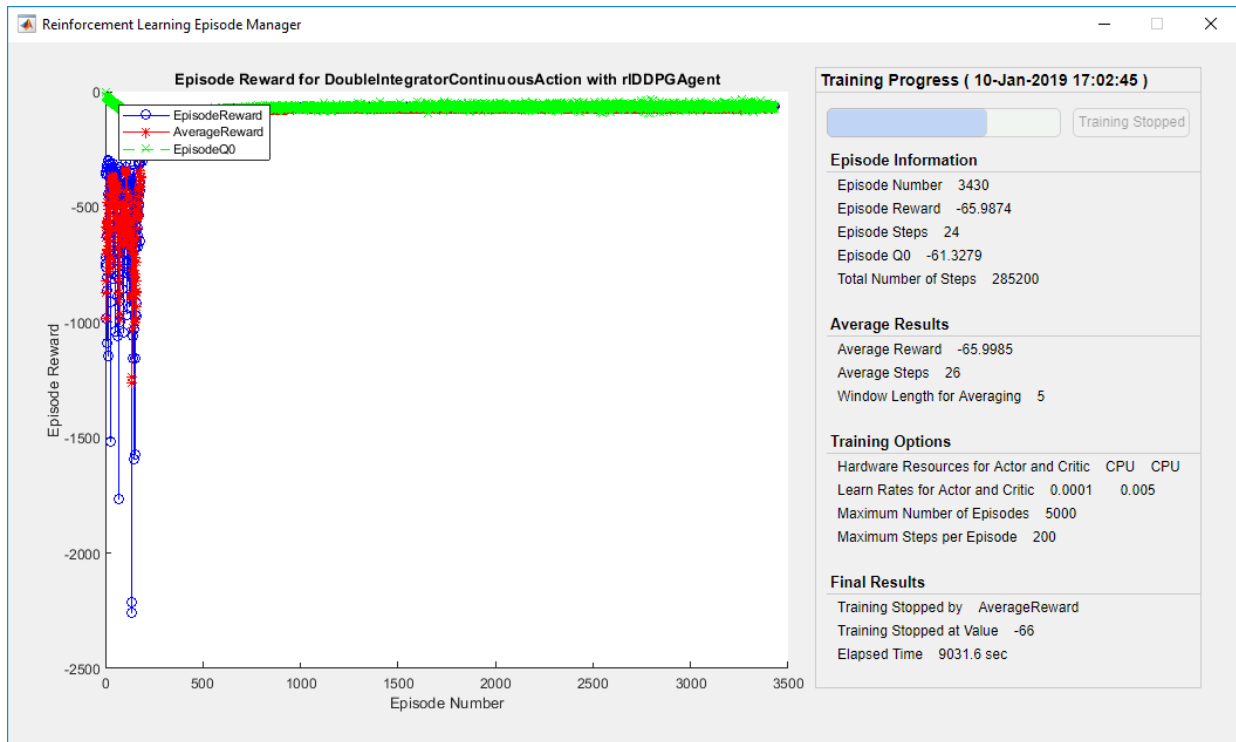 Reinforcement Learning Episode Manager
Episode Reward for DoubleIntegratorContinuousAction with rlDDPGAgent
EpisodeReward
AverageReward
EpisodeQ0
Episode Reward
0
-500
-1000
-1500
-2000
-2500
0 500 1000 1500 2000 2500 3000 3500
Episode Number
Training Progress ( 10-Jan-2019 17:02:45 )
Training Stopped
Episode Information
Episode Number 3430
Episode Reward -65.9874
Episode Steps 24
Episode Q0 -61.3279
Total Number of Steps 285200
Average Results
Average Reward -65.9985
Average Steps 26
Window Length for Averaging 5
Training Options
Hardware Resources for Actor and Critic CPU CPU
Learn Rates for Actor and Critic 0.0001 0.005
Maximum Number of Episodes 5000
Maximum Steps per Episode 200
Final Results
Training Stopped by AverageReward
Training Stopped at Value -66
Elapsed Time 9031.6 sec